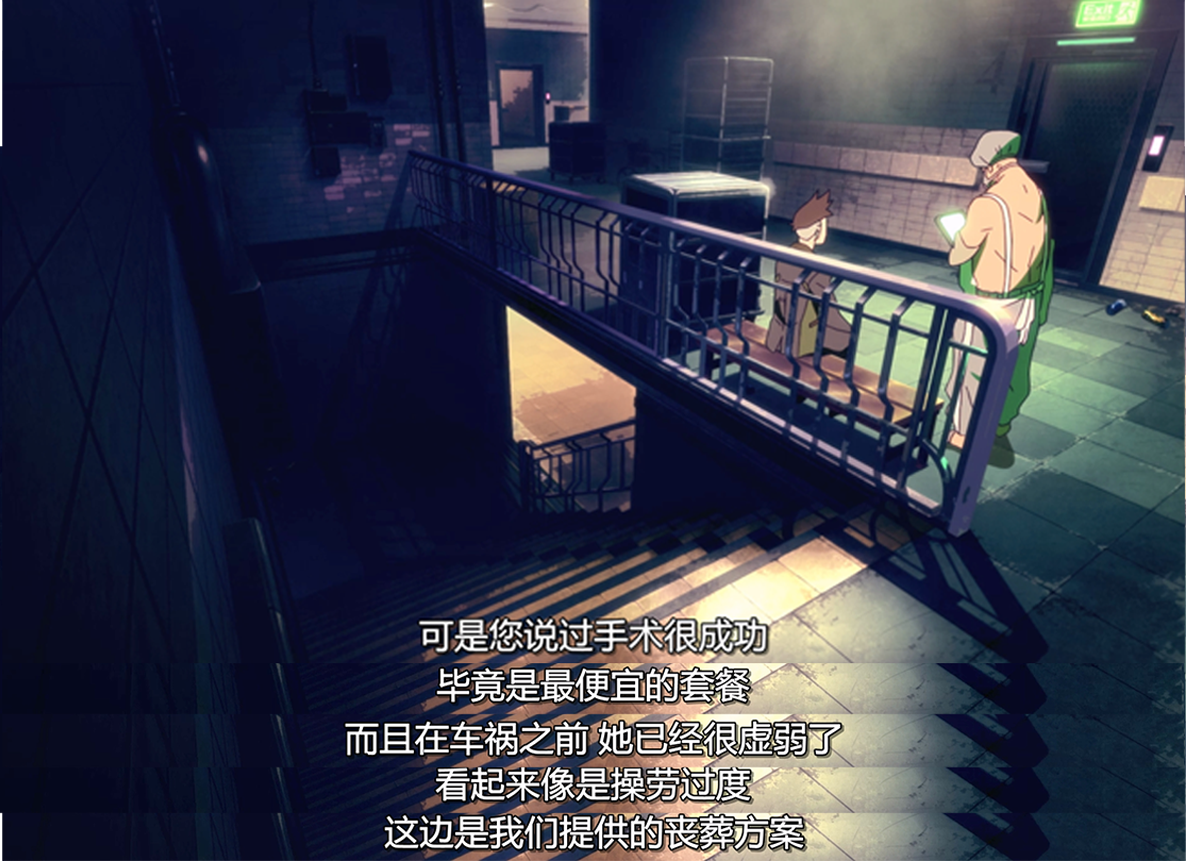 Exit
可是您说过手术很成功
毕竟是最便宜的套餐
而且在车祸之前 她已经很虚弱了
看起来像是操劳过度
这边是我们提供的丧葬方案